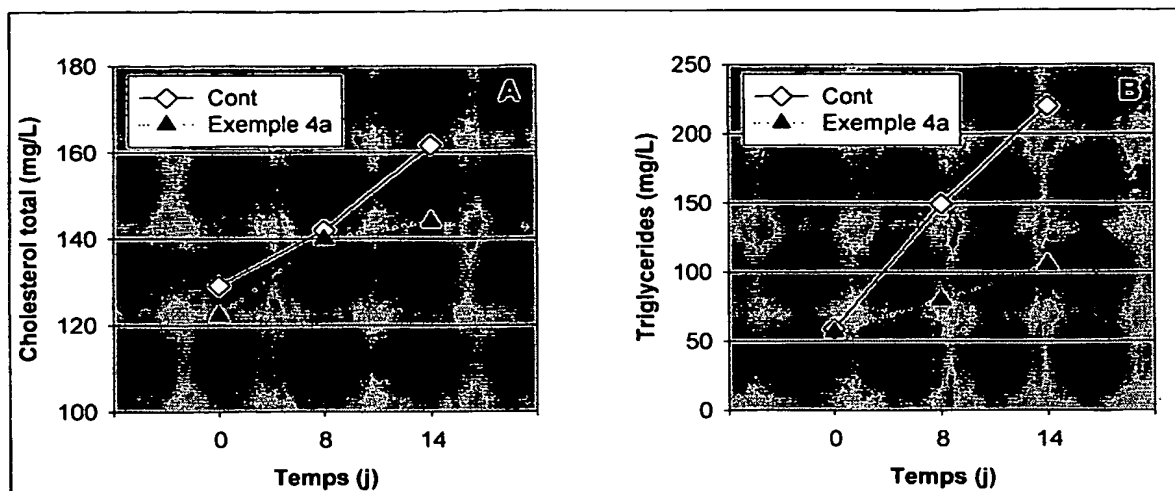 A
Cont
Exemple 4a
Cholesterol total (mg/L)
180
160
140
120
100
0 8 14
Temps (j)
B
Cont
Exemple 4a
Triglycerides (mg/L)
250
200
150
100
50
0
0 8 14
Temps (j)